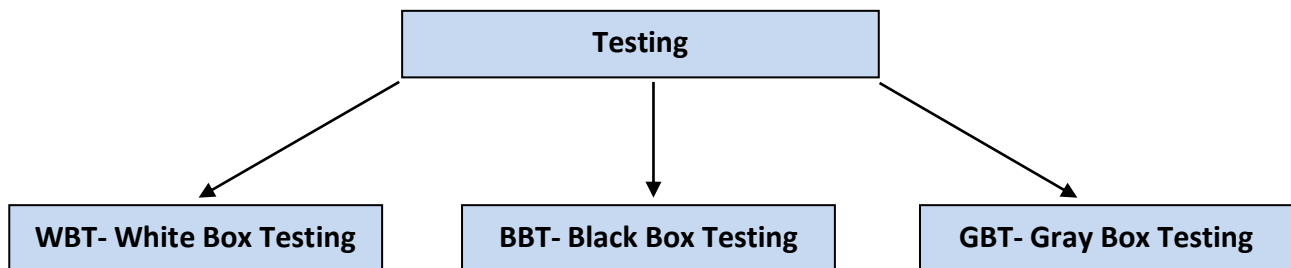 Testing
WBT- White Box Testing
BBT- Black Box Testing
GBT- Gray Box Testing